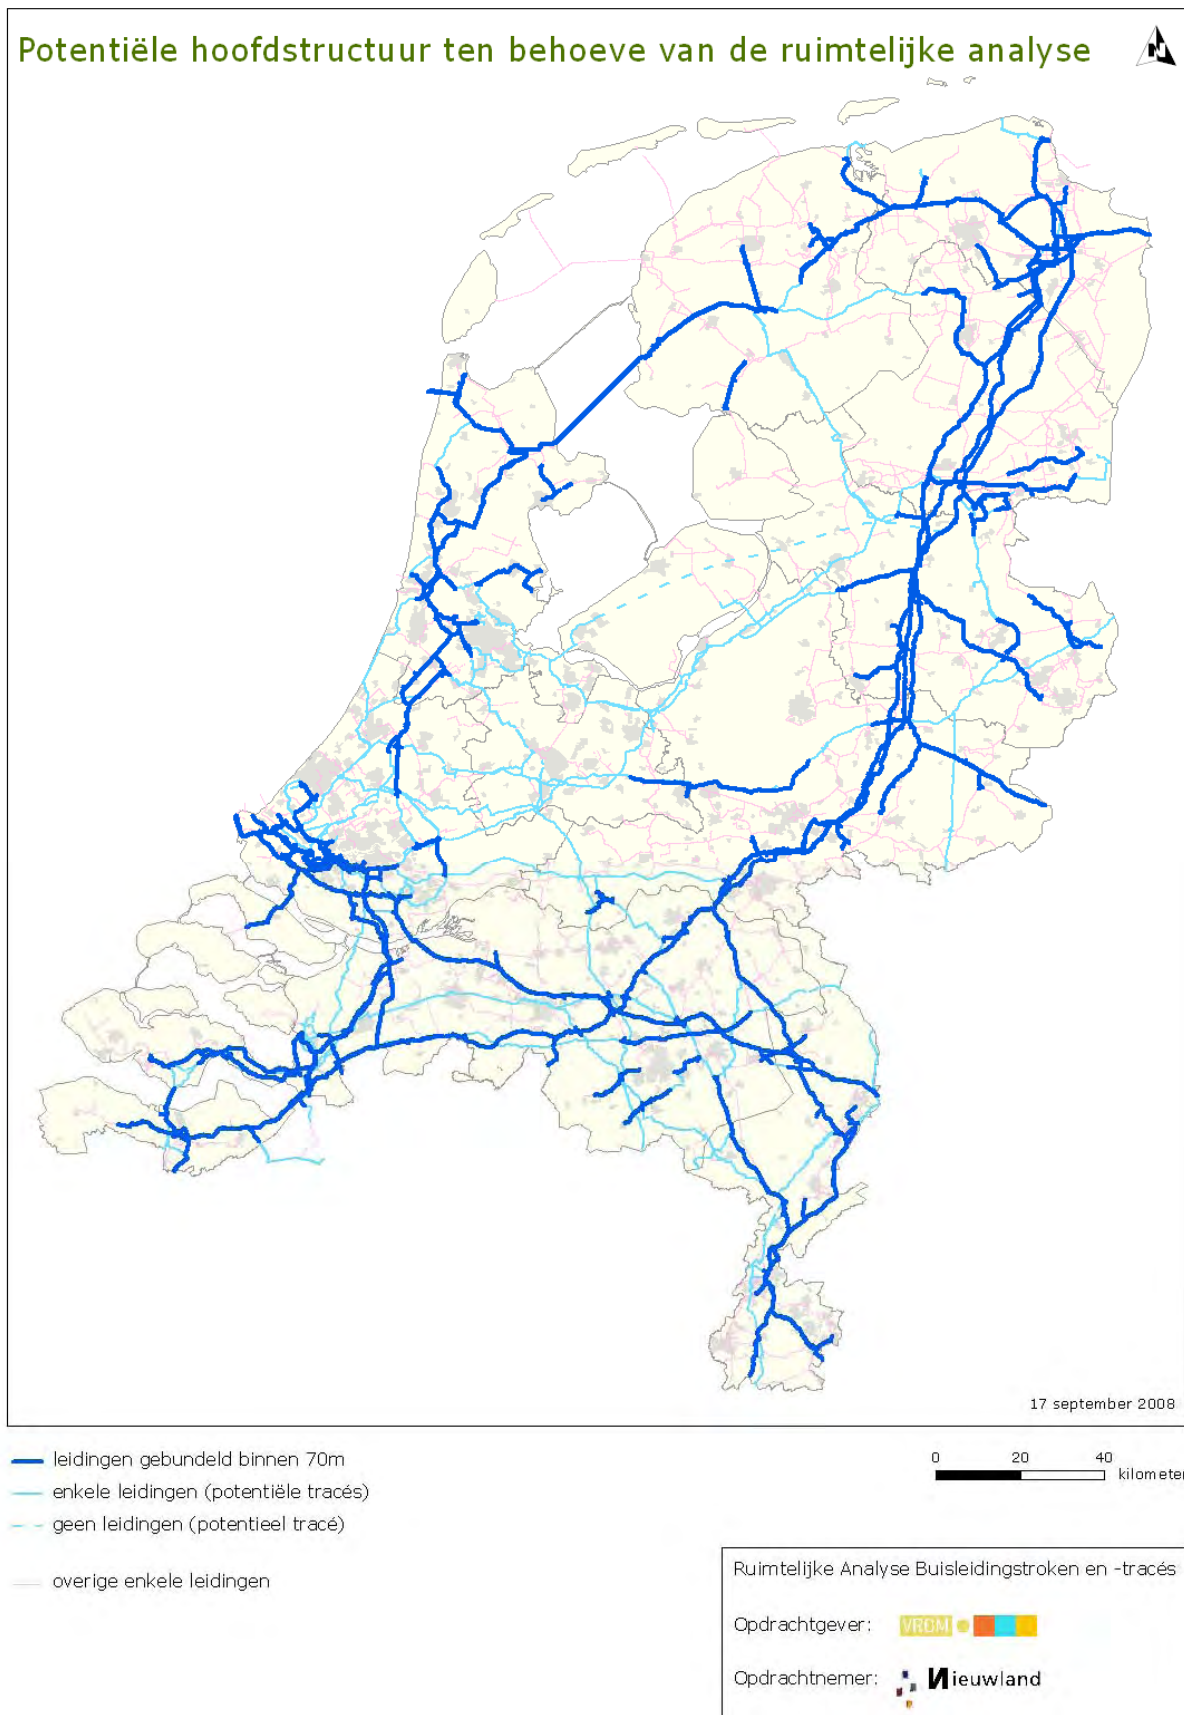 Potentiële hoofdstructuur ten behoeve van de ruimtelijke analyse
N
17 september 2008
leidingen gebundeld binnen 70m
enkele leidingen (potentiële tracés)
geen leidingen (potentieel tracé)
overige enkele leidingen
0 20 40
kilometer
Ruimtelijke Analyse Buisleidingstroken en -tracés
Opdrachtgever: VROM
Opdrachtnemer: Nieuwland